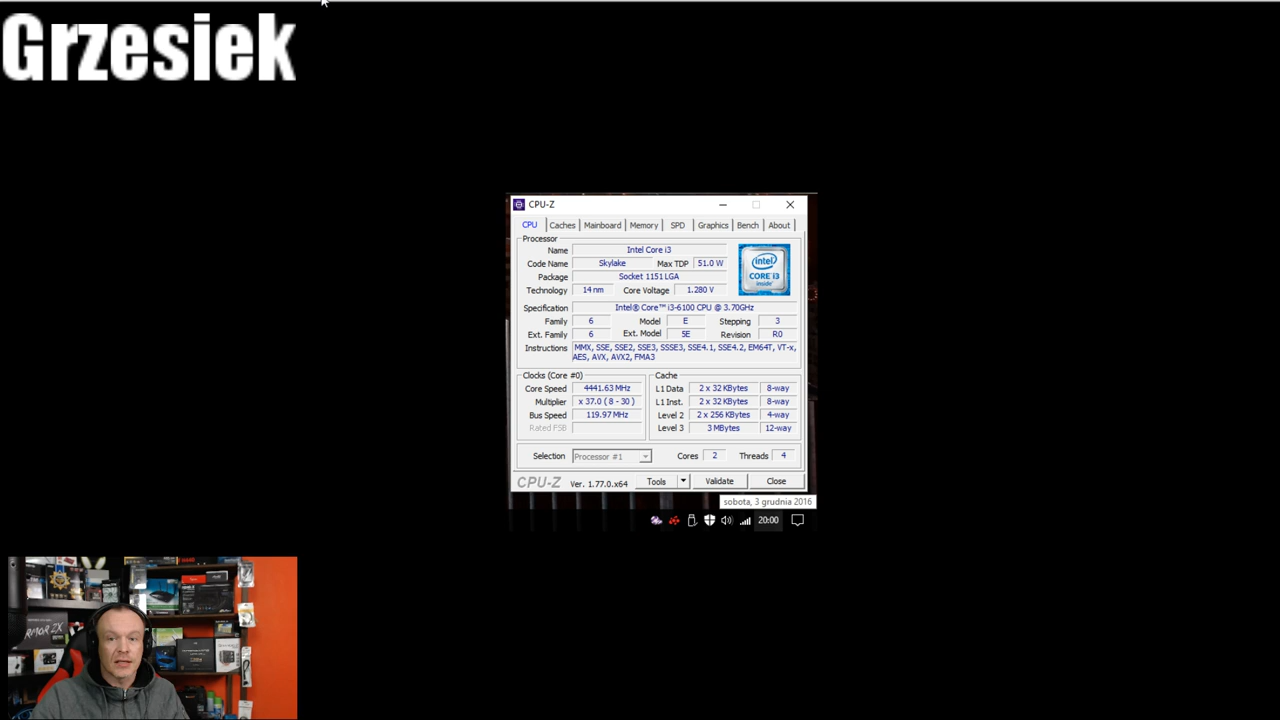 Grzesiek
CPU-Z
CPU Caches Mainboard Memory SPD Graphics Bench About
Processor
Name Intel Core i3
Code Name Skylake Max TDP 51.0 W
Package Socket 1151 LGA
Technology 14 nm Core Voltage 1.280 V
intel
CORE i3
inside
Specification Intel® Core™ i3-6100 CPU @ 3.70GHz
Family 6 Model E Stepping 3
Ext. Family 6 Ext. Model 5E Revision R0
Instructions MMX, SSE, SSE2, SSE3, SSSE3, SSE4.1, SSE4.2, EM64T, VT-x,
AES, AVX, AVX2, FMA3
Clocks (Core #0)
Core Speed 4441.63 MHz
Multiplier x 37.0 ( 8 - 30 )
Bus Speed 119.97 MHz
Rated FSB
Cache
L1 Data 2 x 32 KBytes 8-way
L1 Inst. 2 x 32 KBytes 8-way
Level 2 2 x 256 KBytes 4-way
Level 3 3 MBytes 12-way
Selection Processor #1 Cores 2 Threads 4
CPU-Z Ver. 1.77.0.x64 Tools Validate Close
sobota, 3 grudnia 2016
20:00
ARMOR ZX